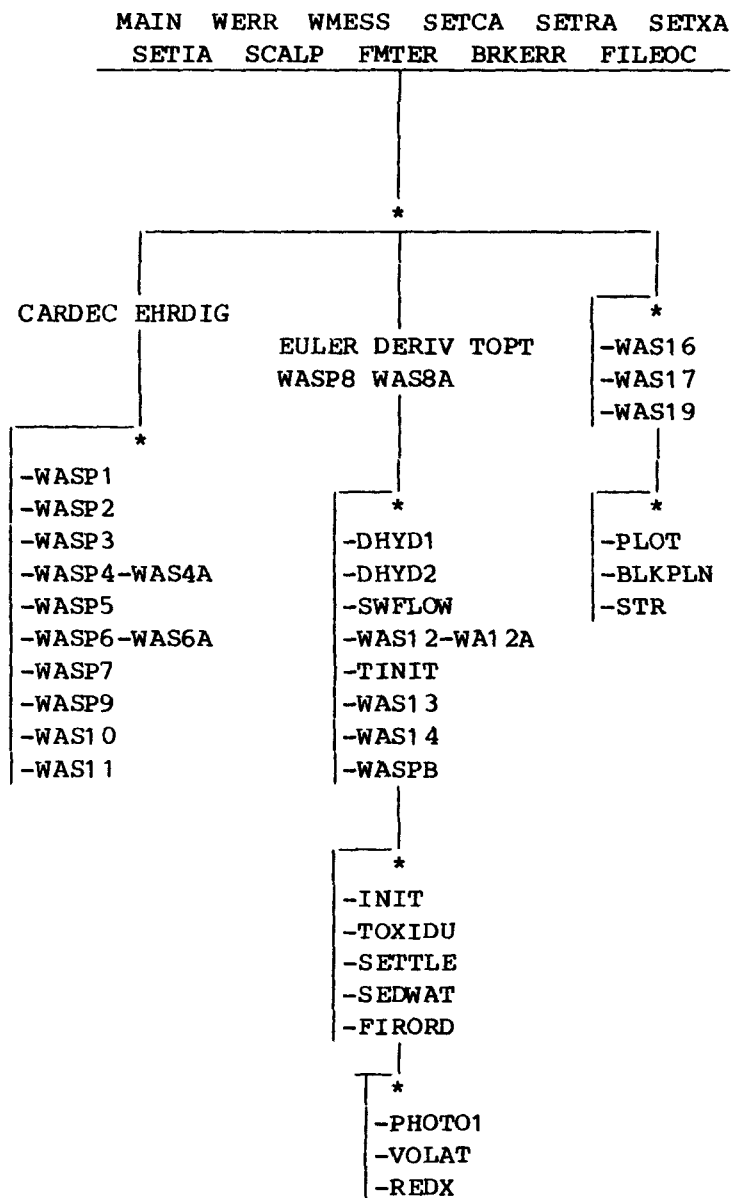 MAIN WERR WMESS SETCA SETRA SETXA
SETIA SCALP FMTER BRKERR FILEOC
*
CARDEC EHRDIG
*
-WASP1
-WASP2
-WASP3
-WASP4-WAS4A
-WASP5
-WASP6-WAS6A
-WASP7
-WASP9
-WAS10
-WAS11
EULER DERIV TOPT
WASP8 WAS8A
*
-DHYD1
-DHYD2
-SWFLOW
-WAS12-WA12A
-TINIT
-WAS13
-WAS14
-WASPB
*
-INIT
-TOXIDU
-SETTLE
-SEDWAT
-FIRORD
*
-PHOTO1
-VOLAT
-REDX
*
-WAS16
-WAS17
-WAS19
*
-PLOT
-BLKPLN
-STR